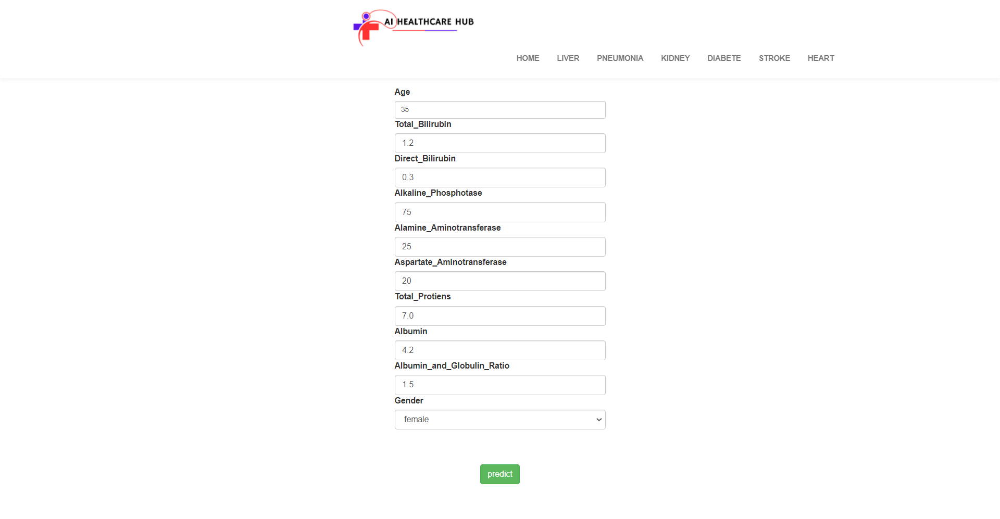 AI HEALTHCARE HUB
HOME LIVER PNEUMONIA KIDNEY DIABETE STROKE HEART
Age
35
Total_Bilirubin
1.2
Direct_Bilirubin
0.3
Alkaline_Phosphotase
75
Alamine_Aminotransferase
25
Aspartate_Aminotransferase
20
Total_Protiens
7.0
Albumin
4.2
Albumin_and_Globulin_Ratio
1.5
Gender
female
predict